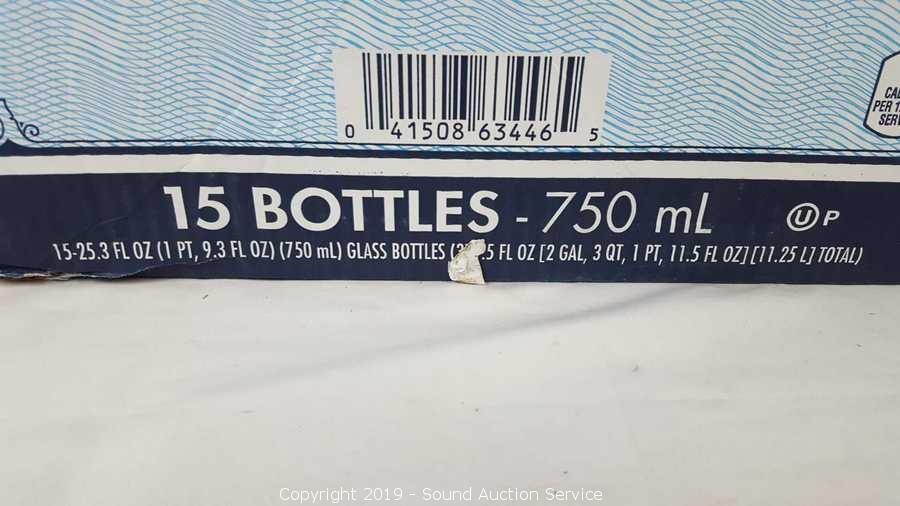 0 41508 63446 5
15 BOTTLES - 750 mL
U P
15-25.3 FL OZ (1 PT, 9.3 FL OZ) (750 mL) GLASS BOTTLES ( .5 FL OZ [2 GAL, 3 QT, 1 PT, 11.5 FL OZ] [11.25 L] TOTAL)
PER
Copyright 2019 - Sound Auction Service